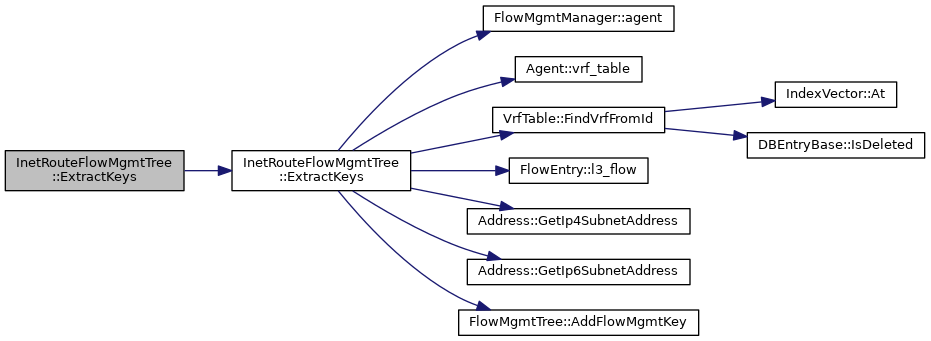 InetRouteFlowMgmtTree
::ExtractKeys
InetRouteFlowMgmtTree
::ExtractKeys
FlowMgmtManager::agent
Agent::vrf_table
VrfTable::FindVrfFromId
IndexVector::At
DBEntryBase::IsDeleted
FlowEntry::l3_flow
Address::GetIp4SubnetAddress
Address::GetIp6SubnetAddress
FlowMgmtTree::AddFlowMgmtKey